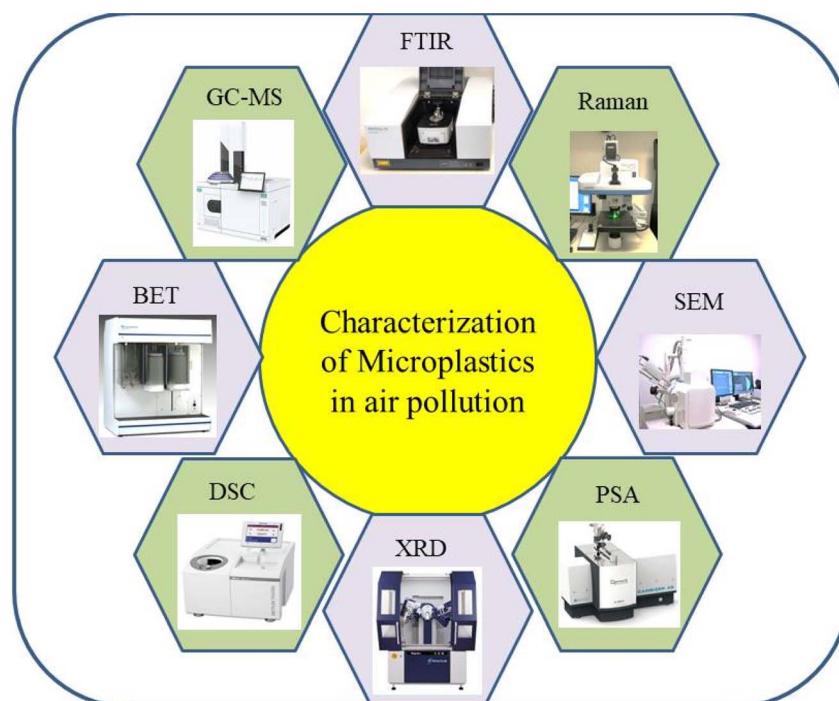 FTIR
GC-MS
Raman
BET
Characterization
of Microplastics
in air pollution
SEM
DSC
PSA
XRD